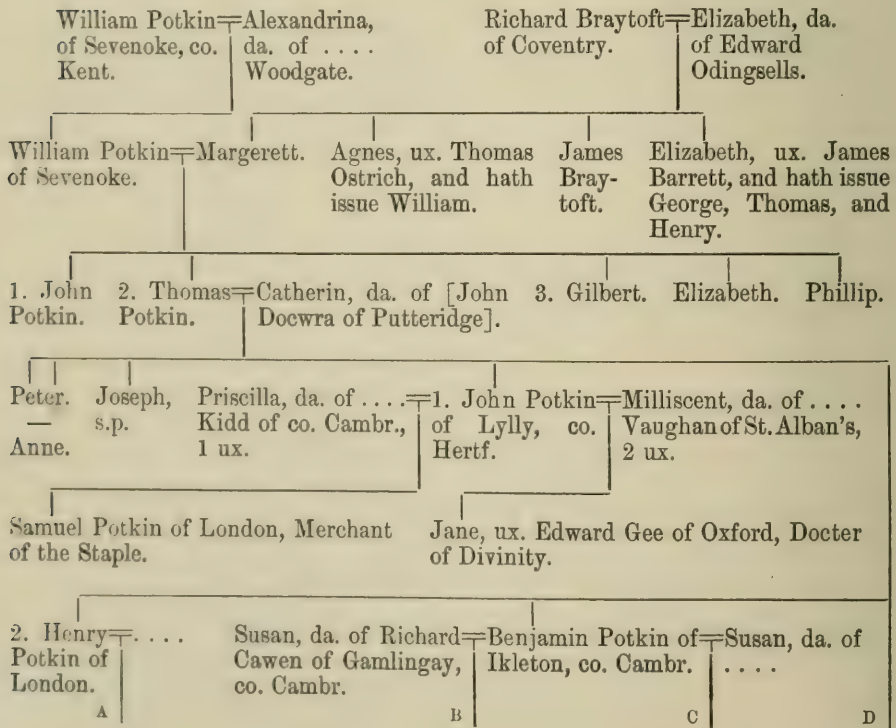 William Potkin=Alexandrina, Richard Braytoft=Elizabeth, da.
of Sevenoke, co. da. of .... of Coventry. of Edward
Kent. Woodgate. Odingsells.
William Potkin=Margerett. Agnes, ux. Thomas James Elizabeth, ux. James
of Sevenoke. Ostrich, and hath Bray- Barrett, and hath issue
issue William. toft. George, Thomas, and
Henry.
1. John 2. Thomas=Catherin, da. of [John 3. Gilbert. Elizabeth. Phillip.
Potkin. Potkin. Docwra of Putteridge].
Peter. Joseph, Priscilla, da. of ....=1. John Potkin=Milliscent, da. of ....
— s.p. Kidd of co. Cambr., of Lylly, co. Vaughan of St. Alban's,
Anne. 1 ux. Hertf. 2 ux.
Samuel Potkin of London, Merchant Jane, ux. Edward Gee of Oxford, Docter
of the Staple. of Divinity.
2. Henry=.... Susan, da. of Richard=Benjamin Potkin of=Susan, da. of
Potkin of Cawen of Gamlingay, Ikleton, co. Cambr. ....
London. co. Cambr.
A B C D